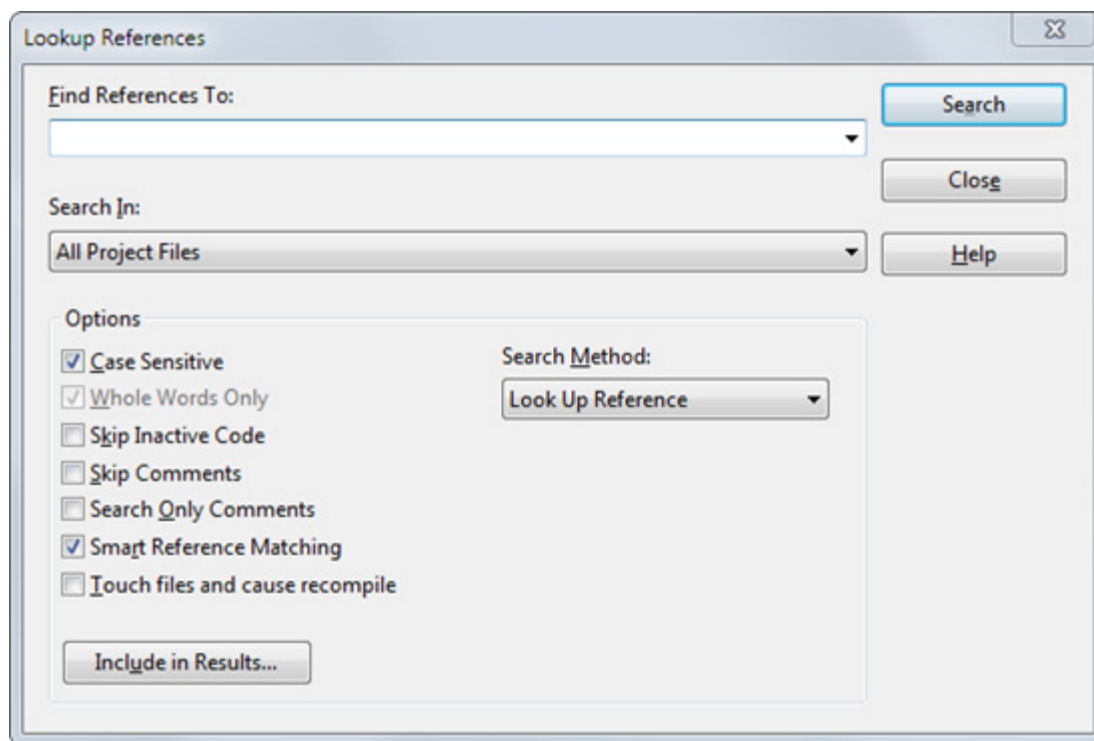 Lookup References
Find References To:
Search
Close
Search In:
All Project Files
Help
Options
Case Sensitive
Search Method:
Whole Words Only
Look Up Reference
Skip Inactive Code
Skip Comments
Search Only Comments
Smart Reference Matching
Touch files and cause recompile
Include in Results...